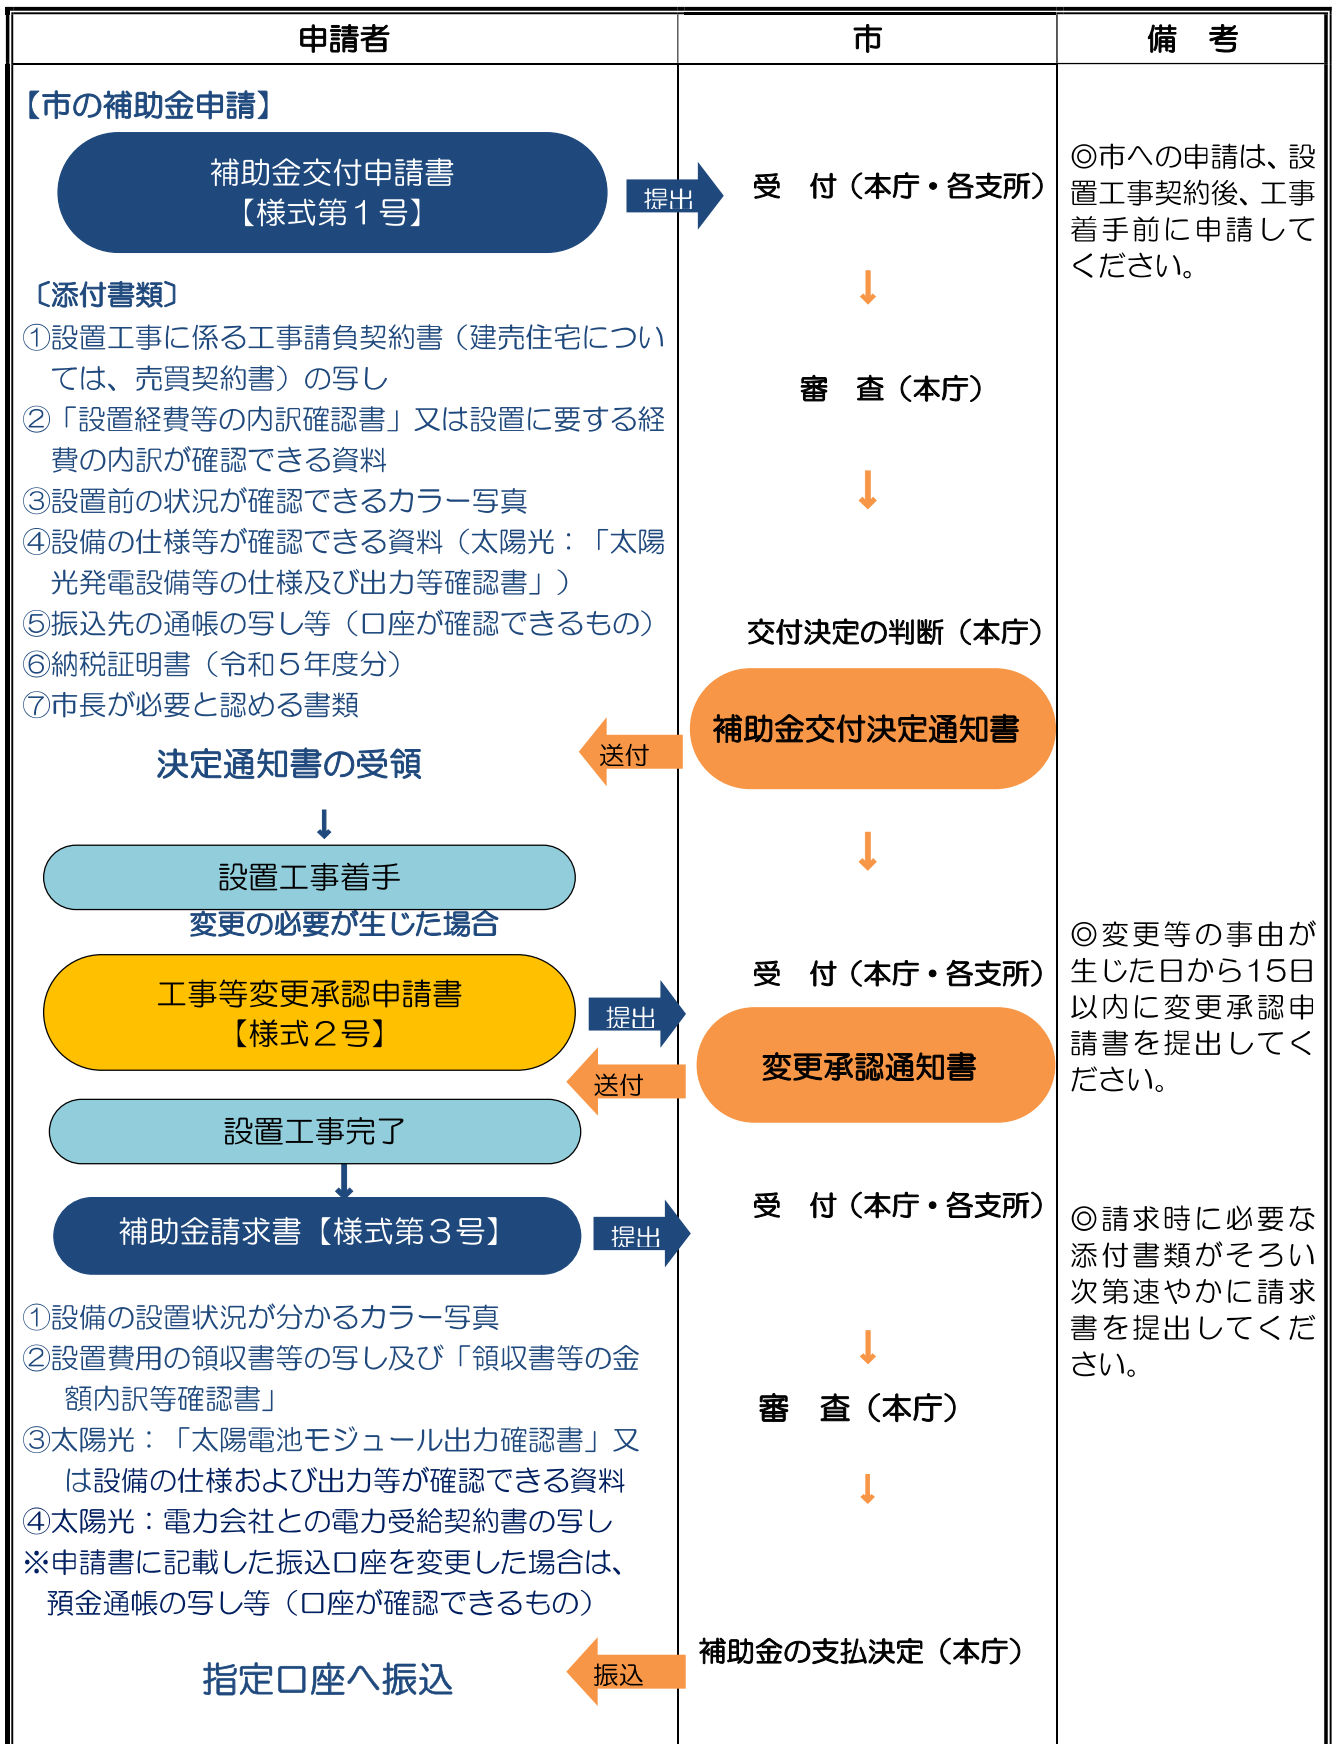 申請者
市
備　考
【市の補助金申請】
補助金交付申請書
【様式第１号】
提出
受　付（本庁・各支所）
◎市への申請は、設
置工事契約後、工事
着手前に申請して
ください。
↓
〔添付書類〕
①設置工事に係る工事請負契約書（建売住宅につい
ては、売買契約書）の写し
②「設置経費等の内訳確認書」又は設置に要する経
費の内訳が確認できる資料
③設置前の状況が確認できるカラー写真
④設備の仕様等が確認できる資料（太陽光：「太陽
光発電設備等の仕様及び出力等確認書」）
⑤振込先の通帳の写し等（口座が確認できるもの）
⑥納税証明書（令和５年度分）
⑦市長が必要と認める書類
審　査（本庁）
↓
交付決定の判断（本庁）
補助金交付決定通知書
送付
決定通知書の受領
↓
設置工事着手
↓
変更の必要が生じた場合
工事等変更承認申請書
【様式２号】
提出
受　付（本庁・各支所）
◎変更等の事由が
生じた日から15日
以内に変更承認申
請書を提出してく
ださい。
変更承認通知書
送付
設置工事完了
↓
補助金請求書【様式第３号】
提出
受　付（本庁・各支所）
◎請求時に必要な
添付書類がそろい
次第速やかに請求
書を提出してくだ
さい。
①設備の設置状況が分かるカラー写真
②設置費用の領収書等の写し及び「領収書等の金
額内訳等確認書」
③太陽光：「太陽電池モジュール出力確認書」又
は設備の仕様および出力等が確認できる資料
④太陽光：電力会社との電力受給契約書の写し
※申請書に記載した振込口座を変更した場合は、
預金通帳の写し等（口座が確認できるもの）
↓
審　査（本庁）
↓
補助金の支払決定（本庁）
振込
指定口座へ振込